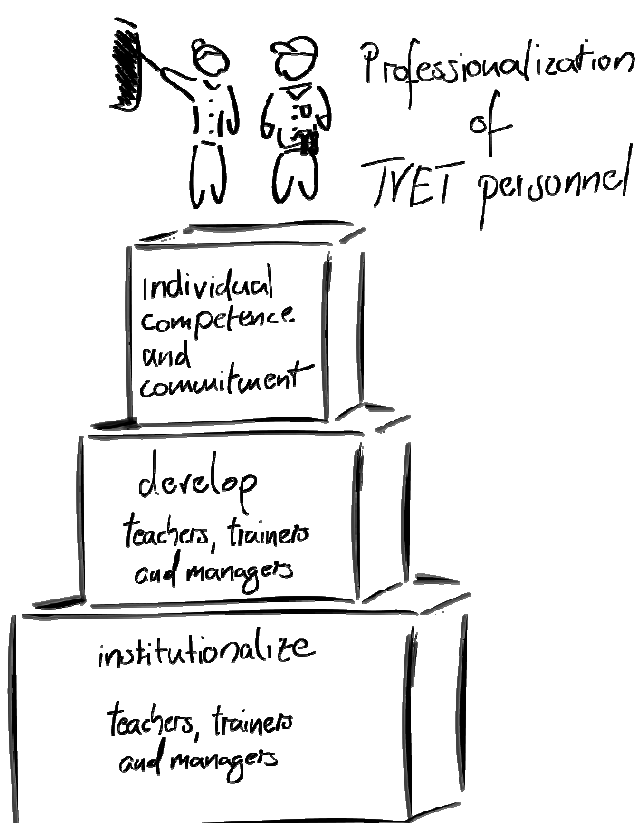 Professionalization
of
TVET personnel
Individual
competence
and
commitment
develop
teachers, trainers
and managers
institutionalize
teachers, trainers
and managers